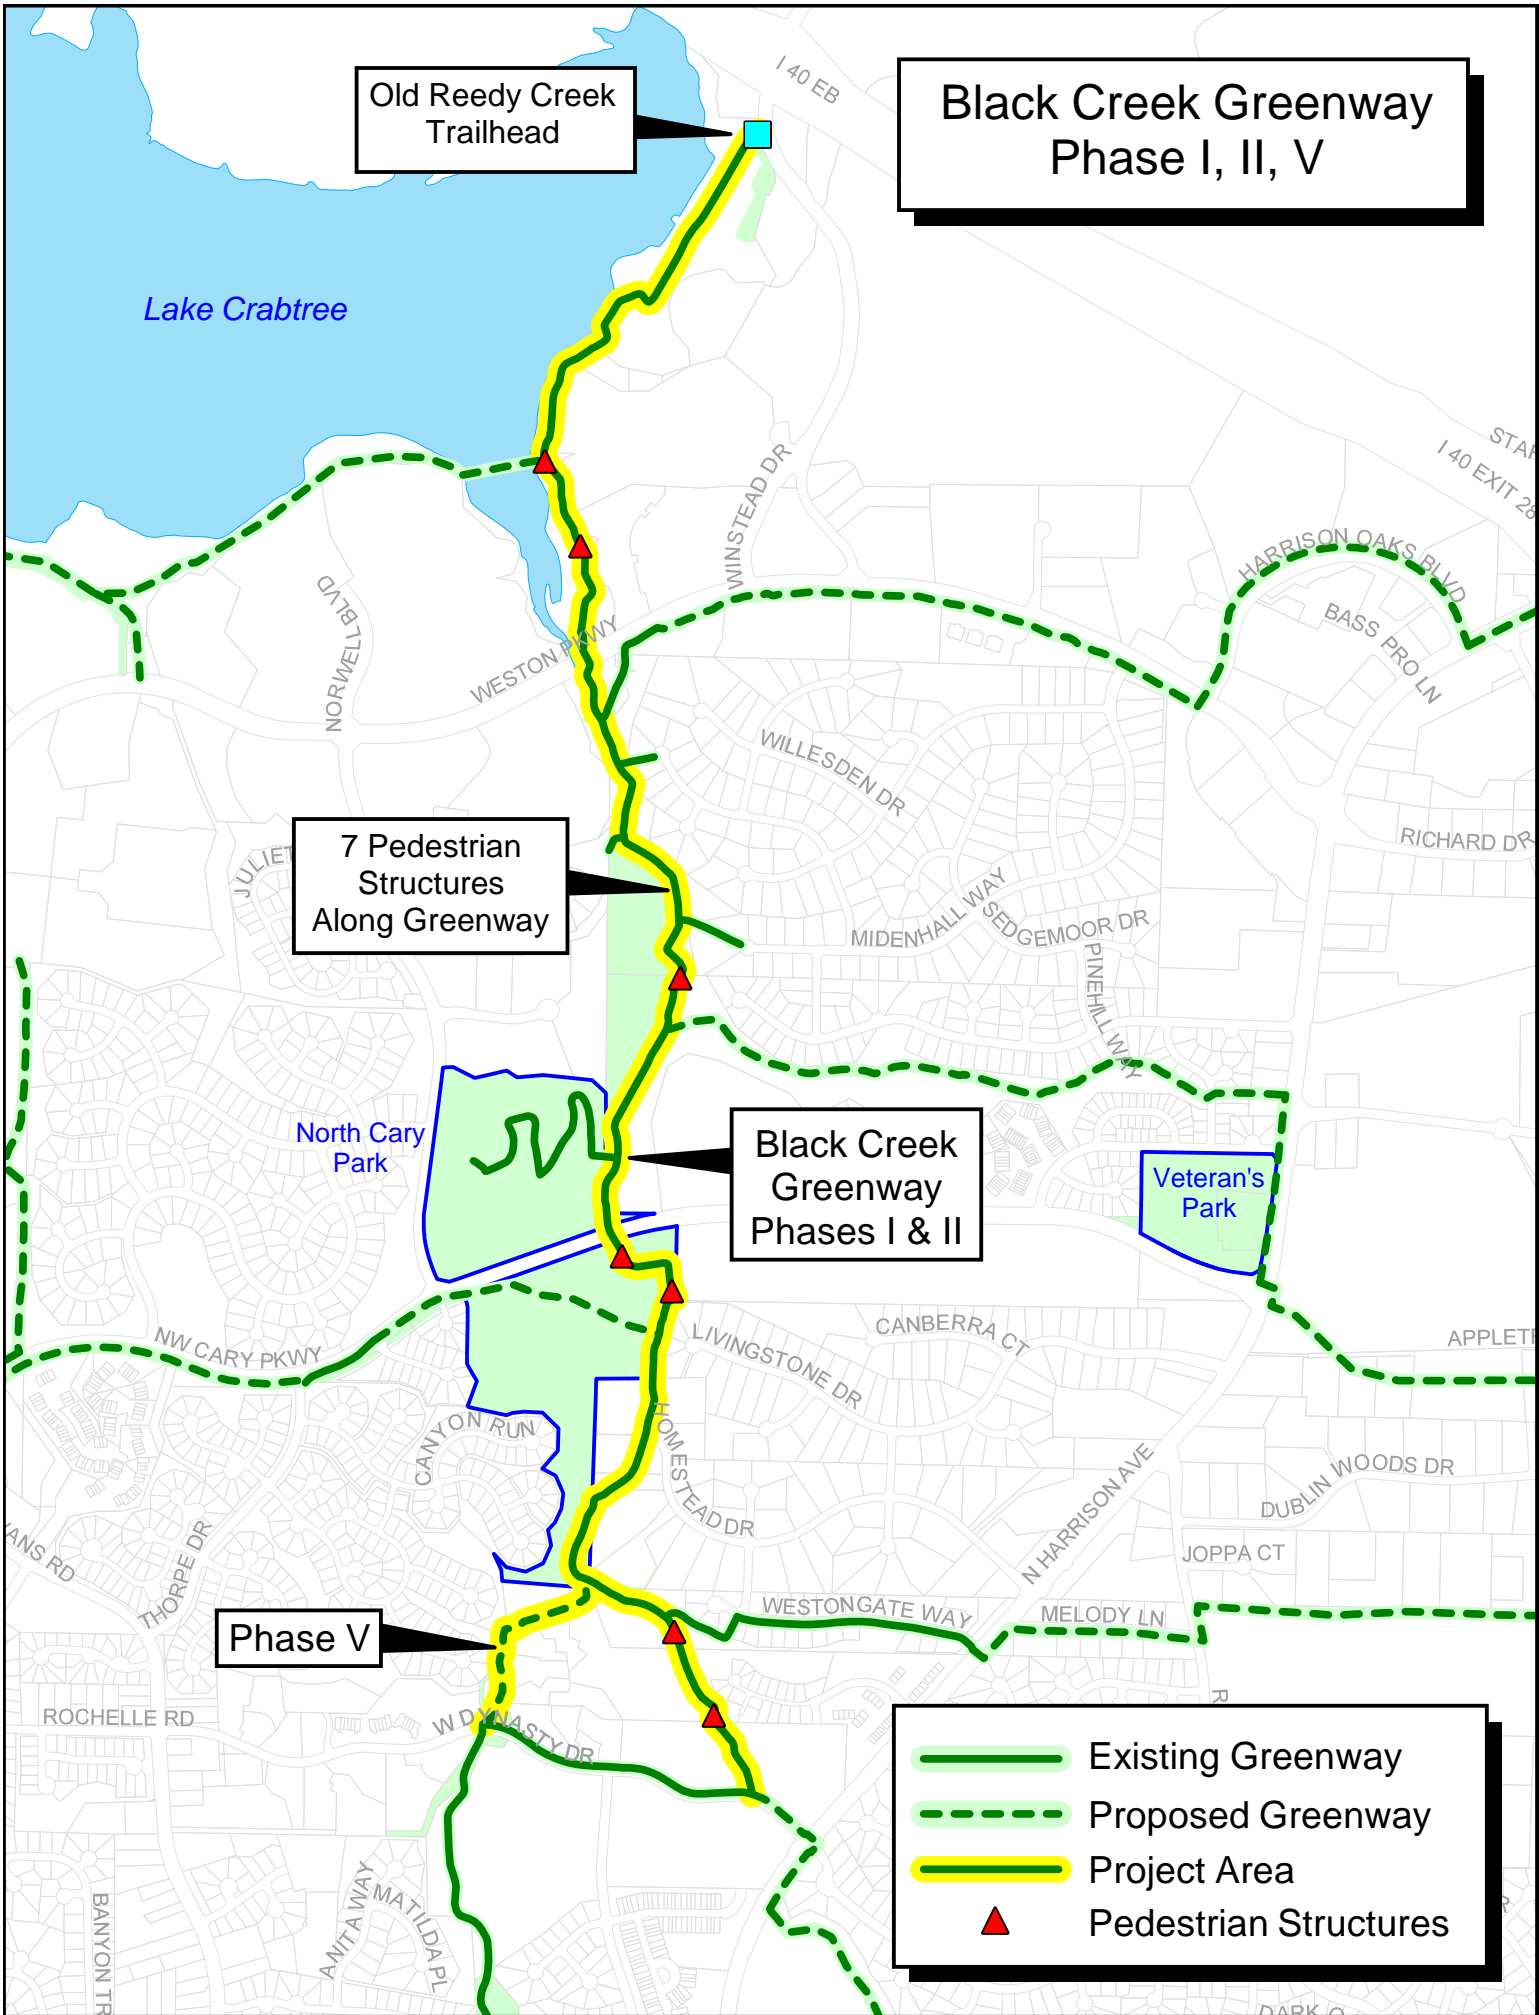 Old Reedy Creek
Trailhead
I 40 EB
Black Creek Greenway
Phase I, II, V
Lake Crabtree
I 40 EXIT 28
WINSTEAD DR
HARRISON OAKS BLVD
BASS PRO LN
NORWELL BLVD
WESTON PKWY
WILLESDEN DR
RICHARD DR
7 Pedestrian
Structures
Along Greenway
JULIET
MIDENHALL WAY
SEDGEMOOR DR
PINEHILL WAY
North Cary
Park
Black Creek
Greenway
Phases I & II
Veteran's
Park
NW CARY PKWY
LIVINGSTONE DR
CANBERRA CT
CANYON RUN
HOMESTEAD DR
N HARRISON AVE
DUBLIN WOODS DR
JOPPA CT
THORPE DR
WESTONGATE WAY
MELODY LN
Phase V
ROCHELLE RD
W DYNASTY DR
Existing Greenway
Proposed Greenway
Project Area
Pedestrian Structures
BANYON TR
ANITA WAY
MATILDA PL